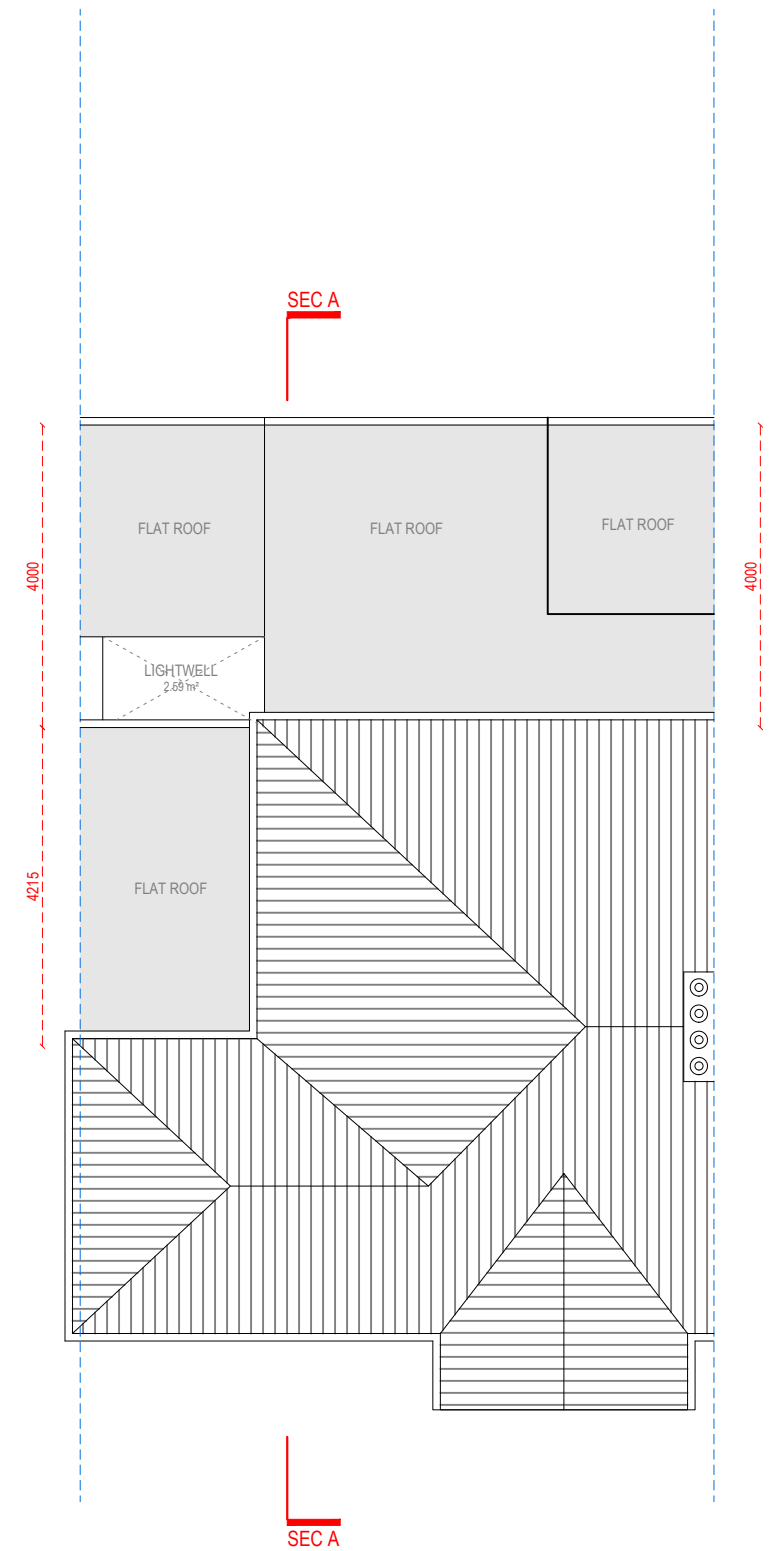 SEC A
FLAT ROOF
FLAT ROOF
FLAT ROOF
4000
4000
LIGHTWELL
2.59 m²
4215
FLAT ROOF
SEC A